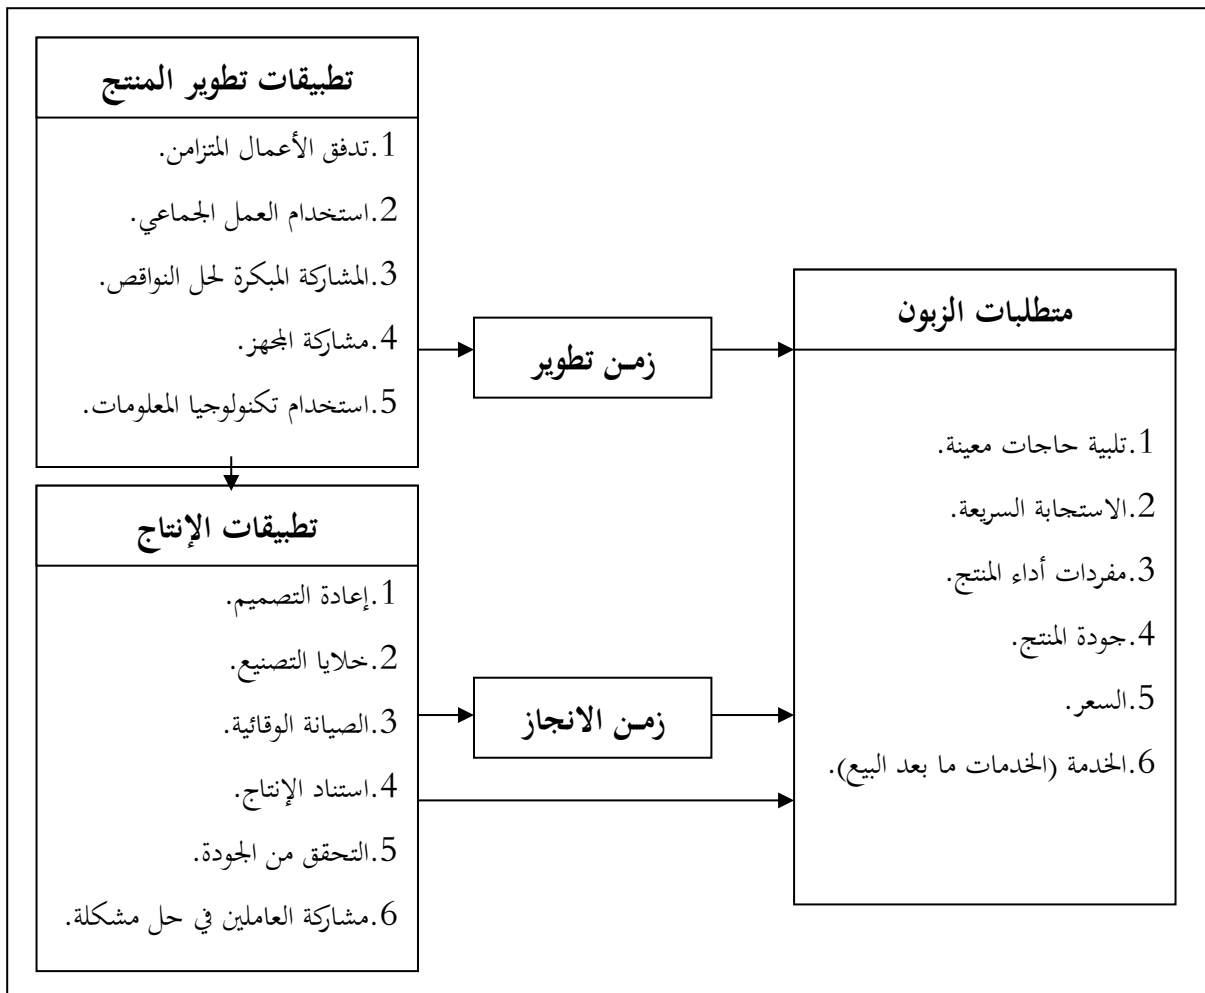 تطبيقات تطوير المنتج
1.تدفق الأعمال المتزامن.
2.استخدام العمل الجماعي.
3.المشاركة المبكرة لحل النواقص.
4.مشاركة المجهز.
5.استخدام تكنولوجيا المعلومات.
زمـن تطوير
متطلبات الزبون
1.تلبية حاجات معينة.
2.الاستجابة السريعة.
3.مفردات أداء المنتج.
4.جودة المنتج.
5.السعر.
6.الخدمة (الخدمات ما بعد البيع).
تطبيقات الإنتاج
1.إعادة التصميم.
2.خلايا التصنيع.
3.الصيانة الوقائية.
4.استناد الإنتاج.
5.التحقق من الجودة.
6.مشاركة العاملين في حل مشكلة.
زمـن الانجاز